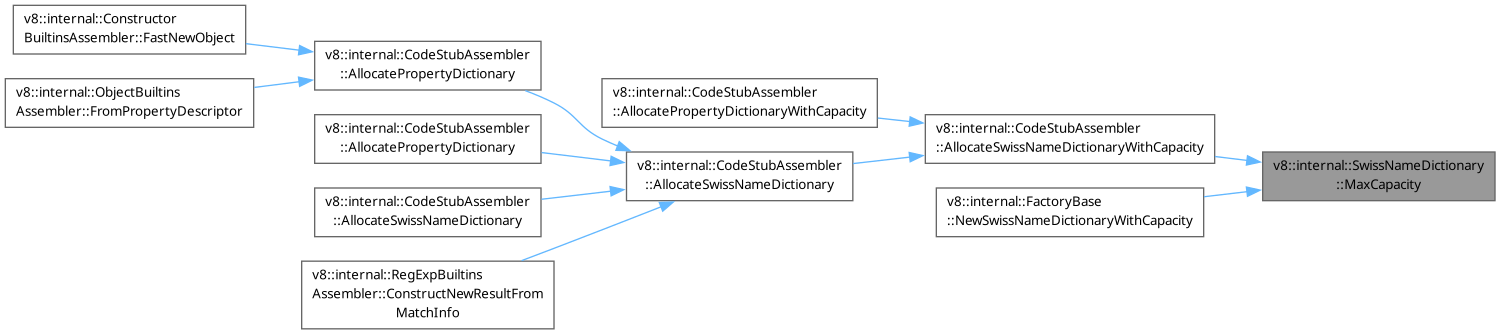 v8::internal::Constructor
BuiltinsAssembler::FastNewObject
v8::internal::ObjectBuiltins
Assembler::FromPropertyDescriptor
v8::internal::CodeStubAssembler
::AllocatePropertyDictionary
v8::internal::CodeStubAssembler
::AllocatePropertyDictionary
v8::internal::CodeStubAssembler
::AllocateSwissNameDictionary
v8::internal::RegExpBuiltins
Assembler::ConstructNewResultFrom
MatchInfo
v8::internal::CodeStubAssembler
::AllocatePropertyDictionaryWithCapacity
v8::internal::CodeStubAssembler
::AllocateSwissNameDictionary
v8::internal::CodeStubAssembler
::AllocateSwissNameDictionaryWithCapacity
v8::internal::FactoryBase
::NewSwissNameDictionaryWithCapacity
v8::internal::SwissNameDictionary
::MaxCapacity